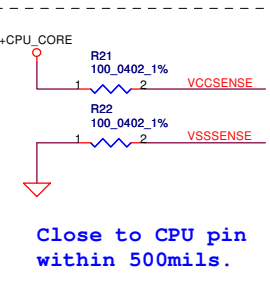 +CPU_CORE
R21
100_0402_1%
1 2 VCCSENSE
R22
100_0402_1%
1 2 VSSSENSE
Close to CPU pin
within 500mils.